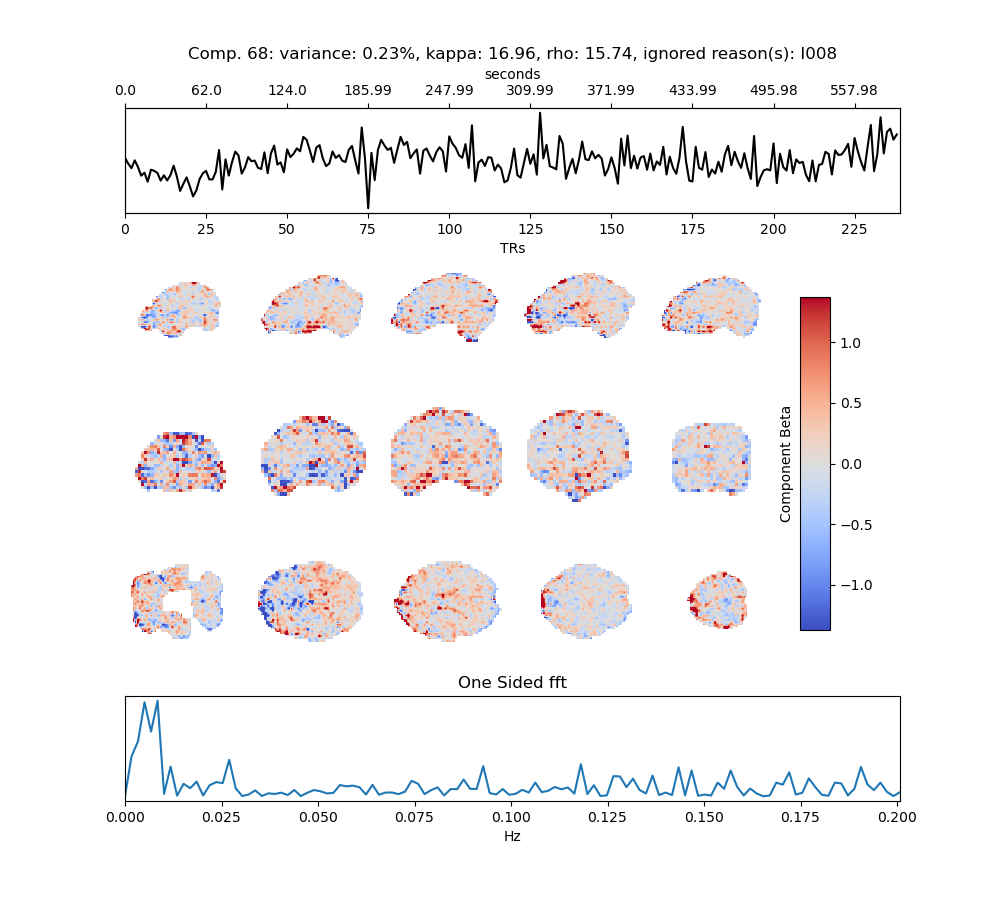 Comp. 68: variance: 0.23%, kappa: 16.96, rho: 15.74, ignored reason(s): I008
seconds
0.0 62.0 124.0 185.99 247.99 309.99 371.99 433.99 495.98 557.98
0 25 50 75 100 125 150 175 200 225
TRs
1.0
0.5
0.0
−0.5
−1.0
Component Beta
One Sided fft
0.000 0.025 0.050 0.075 0.100 0.125 0.150 0.175 0.200
Hz